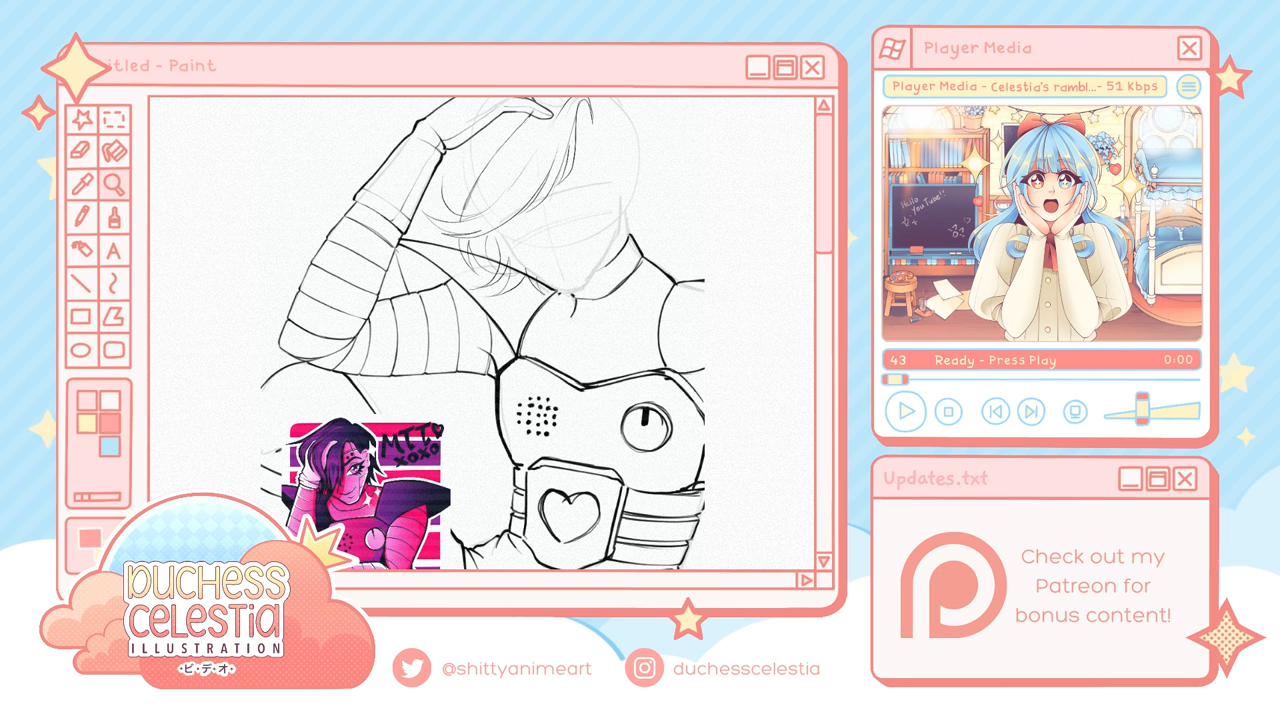 titled - Paint
A
MTT
XOXO
DUCHESS
CELESTIA
ILLUSTRATION
・ビ・デ・オ・
@shittyanimeart
duchesscelestia
Player Media
Player Media - Celestia's rambl...- 51 Kbps
Hello
YouTube!!
43 Ready - Press Play 0:00
Updates.txt
Check out my
Patreon for
bonus content!